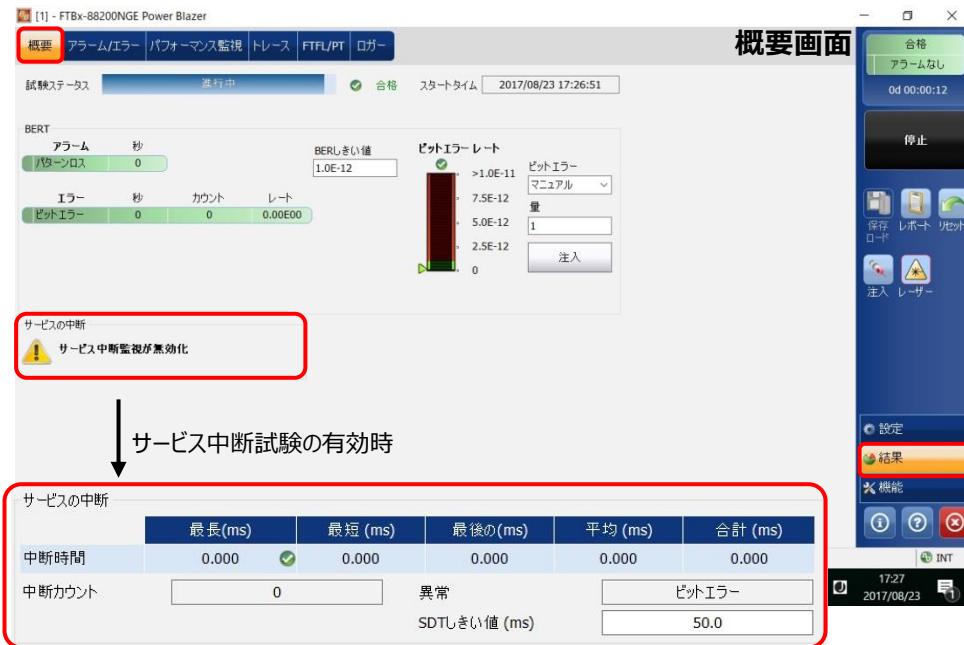 [1] - FTBx-88200NGE Power Blazer
概要 アラーム/エラー パフォーマンス監視 トレース FTFL/PT ロガー
概要画面
試験ステータス 進行中 合格 スタートタイム 2017/08/23 17:26:51
BERT
アラーム 秒
パターンロス 0
エラー 秒 カウント レート
ビットエラー 0 0 0.00E00
BERしきい値
1.0E-12
ビットエラーレート
>1.0E-11
7.5E-12
5.0E-12
2.5E-12
0
ビットエラー
マニュアル
量
1
注入
サービスの中断
サービス中断監視が無効化
サービス中断試験の有効時
サービスの中断
最長(ms) 最短 (ms) 最後の(ms) 平均 (ms) 合計 (ms)
中断時間 0.000 0.000 0.000 0.000 0.000
中断カウント 0 異常 ビットエラー
SDTしきい値 (ms) 50.0
合格
アラームなし
0d 00:00:12
停止
保存 レポート リセット
ロード
注入 レーザー
設定
結果
機能
INT
17:27
2017/08/23
1